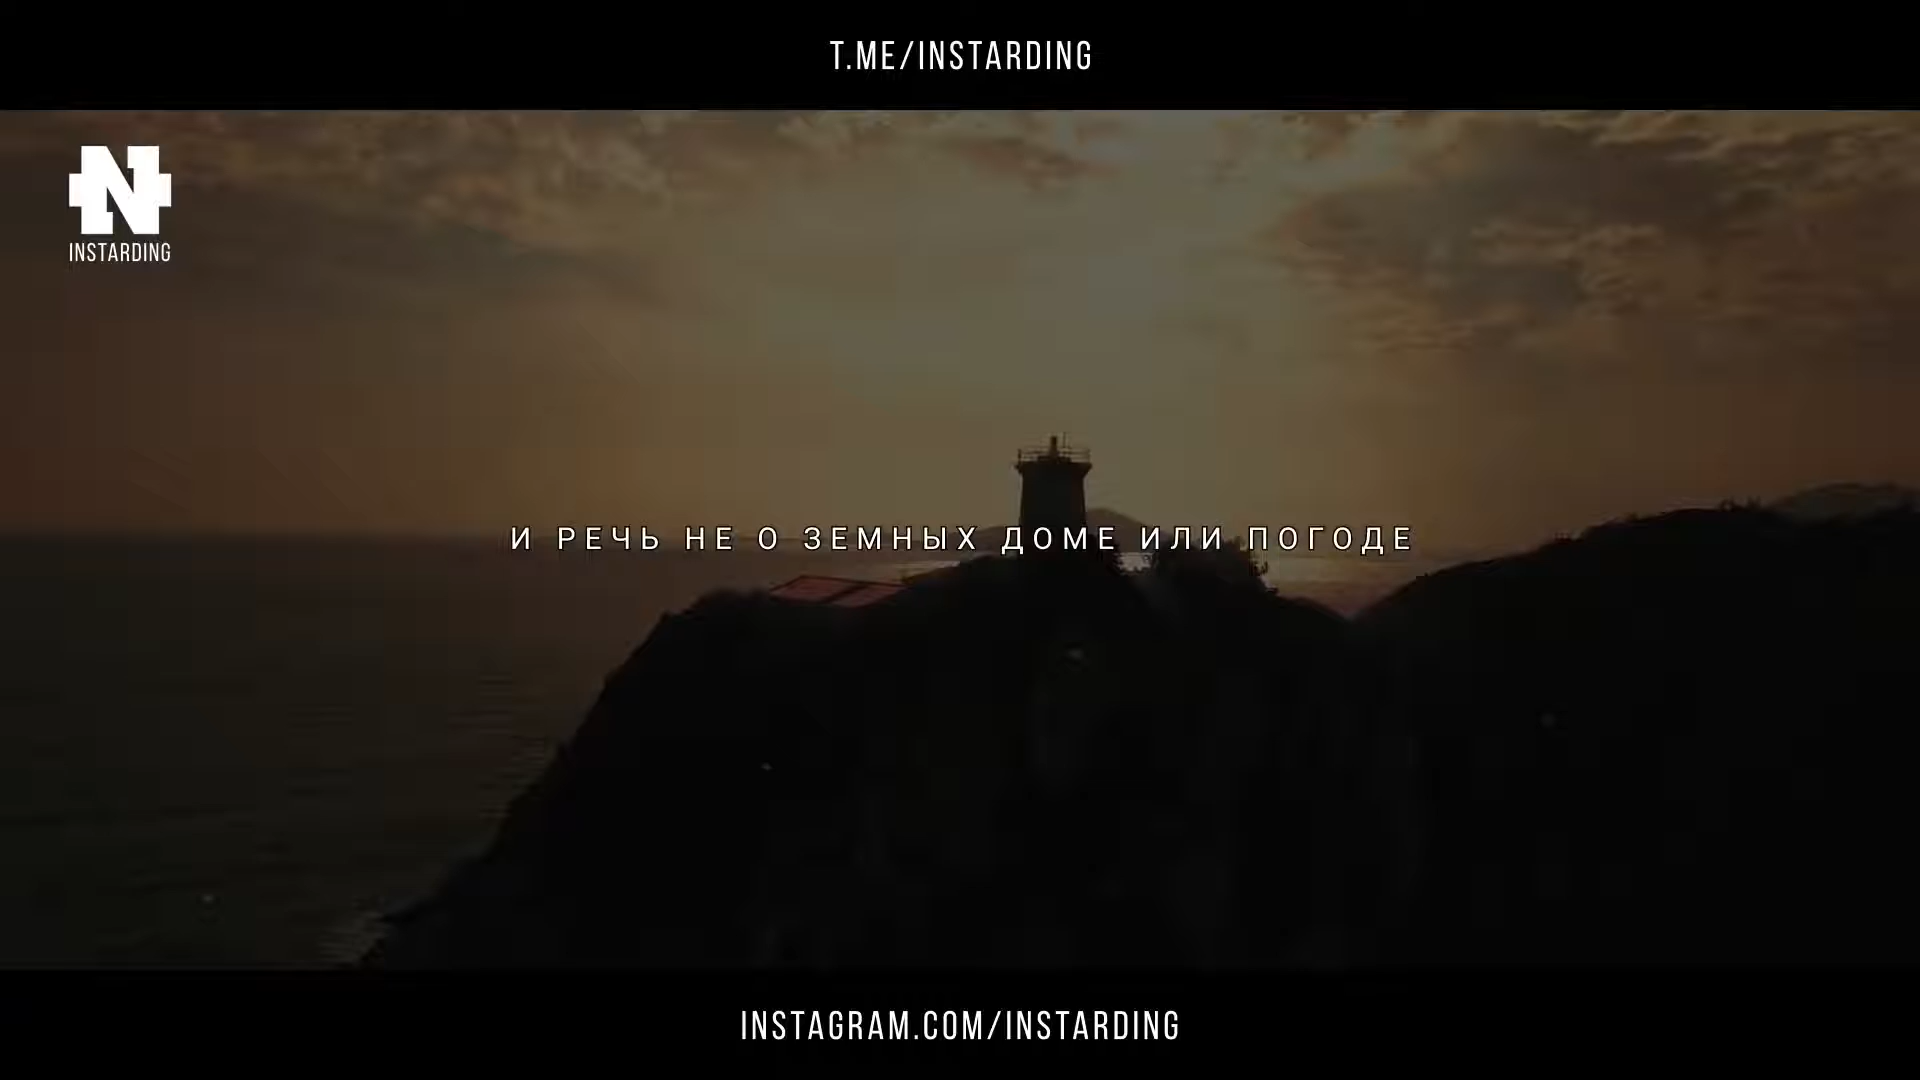 T.ME/INSTARDING
N
INSTARDING
И РЕЧЬ НЕ О ЗЕМНЫХ ДОМЕ ИЛИ ПОГОДЕ
INSTAGRAM.COM/INSTARDING